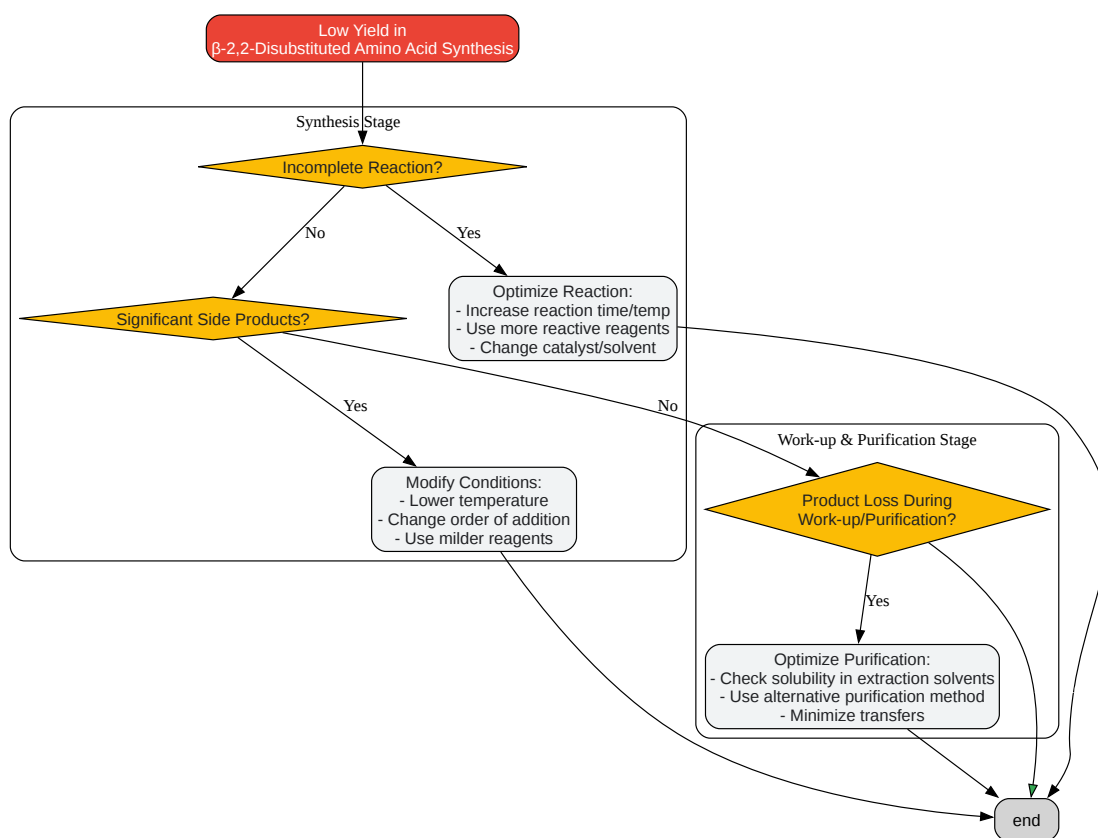 Low Yield in
β-2,2-Disubstituted Amino Acid Synthesis
Synthesis Stage
Incomplete Reaction?
No
Yes
Optimize Reaction:
- Increase reaction time/temp
- Use more reactive reagents
- Change catalyst/solvent
Significant Side Products?
Yes
No
Modify Conditions:
- Lower temperature
- Change order of addition
- Use milder reagents
Work-up & Purification Stage
Product Loss During
Work-up/Purification?
Yes
Optimize Purification:
- Check solubility in extraction solvents
- Use alternative purification method
- Minimize transfers
end